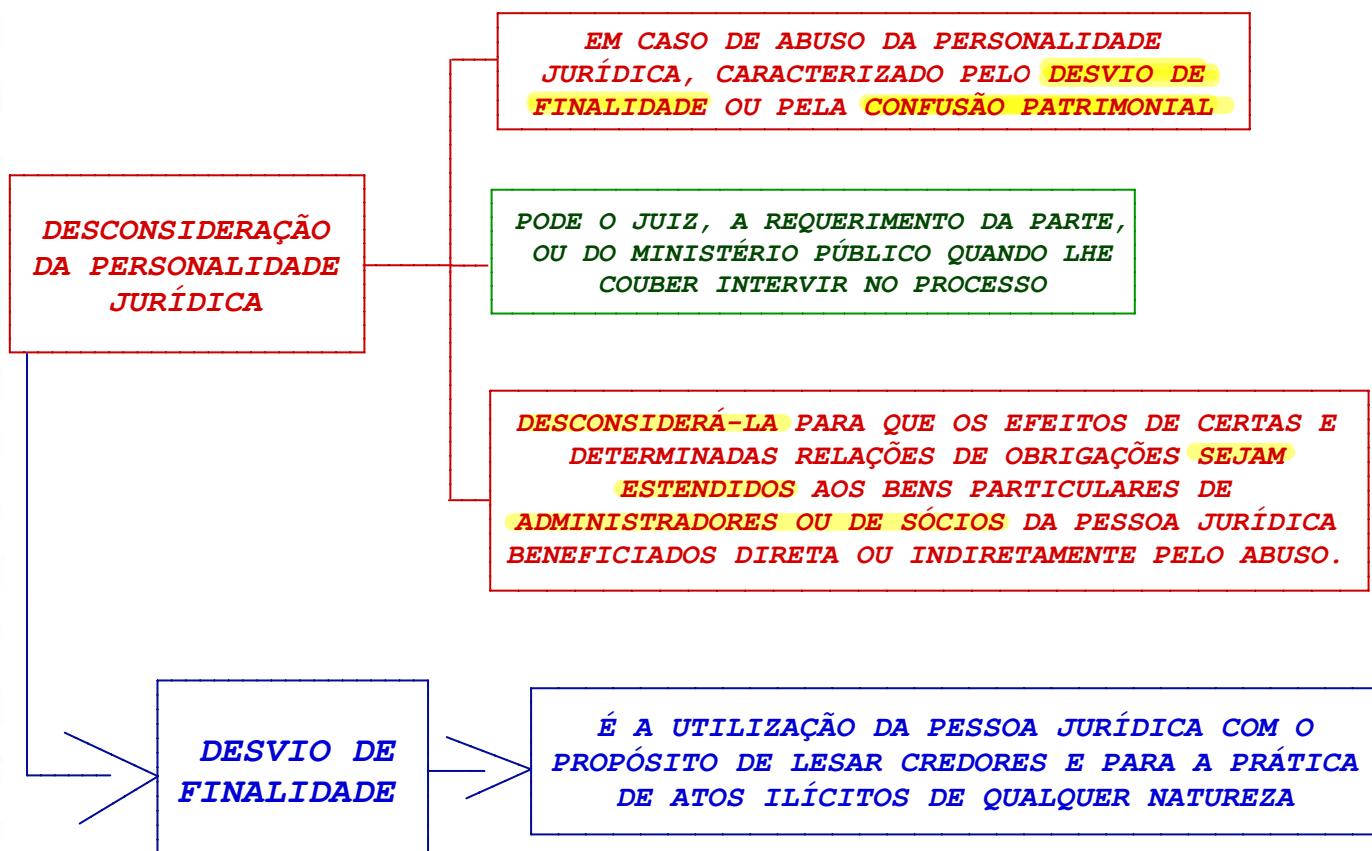 EM CASO DE ABUSO DA PERSONALIDADE
JURÍDICA, CARACTERIZADO PELO DESVIO DE
FINALIDADE OU PELA CONFUSÃO PATRIMONIAL
DESCONSIDERAÇÃO
DA PERSONALIDADE
JURÍDICA
PODE O JUIZ, A REQUERIMENTO DA PARTE,
OU DO MINISTÉRIO PÚBLICO QUANDO LHE
COUBER INTERVIR NO PROCESSO
DESCONSIDERÁ-LA PARA QUE OS EFEITOS DE CERTAS E
DETERMINADAS RELAÇÕES DE OBRIGAÇÕES SEJAM
ESTENDIDOS AOS BENS PARTICULARES DE
ADMINISTRADORES OU DE SÓCIOS DA PESSOA JURÍDICA
BENEFICIADOS DIRETA OU INDIRETAMENTE PELO ABUSO.
DESVIO DE
FINALIDADE
É A UTILIZAÇÃO DA PESSOA JURÍDICA COM O
PROPÓSITO DE LESAR CREDORES E PARA A PRÁTICA
DE ATOS ILÍCITOS DE QUALQUER NATUREZA